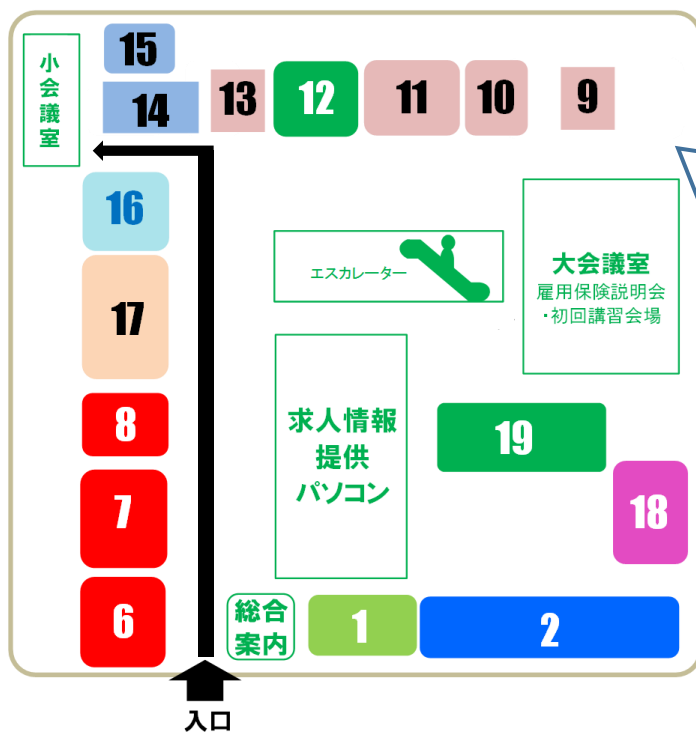 小会議室
15
14
13
12
11
10
9
16
エスカレーター
大会議室
雇用保険説明会
・初回講習会場
17
8
求人情報
提供
パソコン
19
7
18
6
総合
案内
1
2
入口